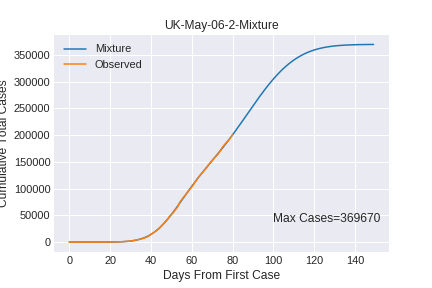 UK-May-06-2-Mixture
Mixture
Observed
350000
300000
250000
200000
150000
100000
50000
0
Max Cases=369670
0 20 40 60 80 100 120 140
Days From First Case
Cumulative Total Cases